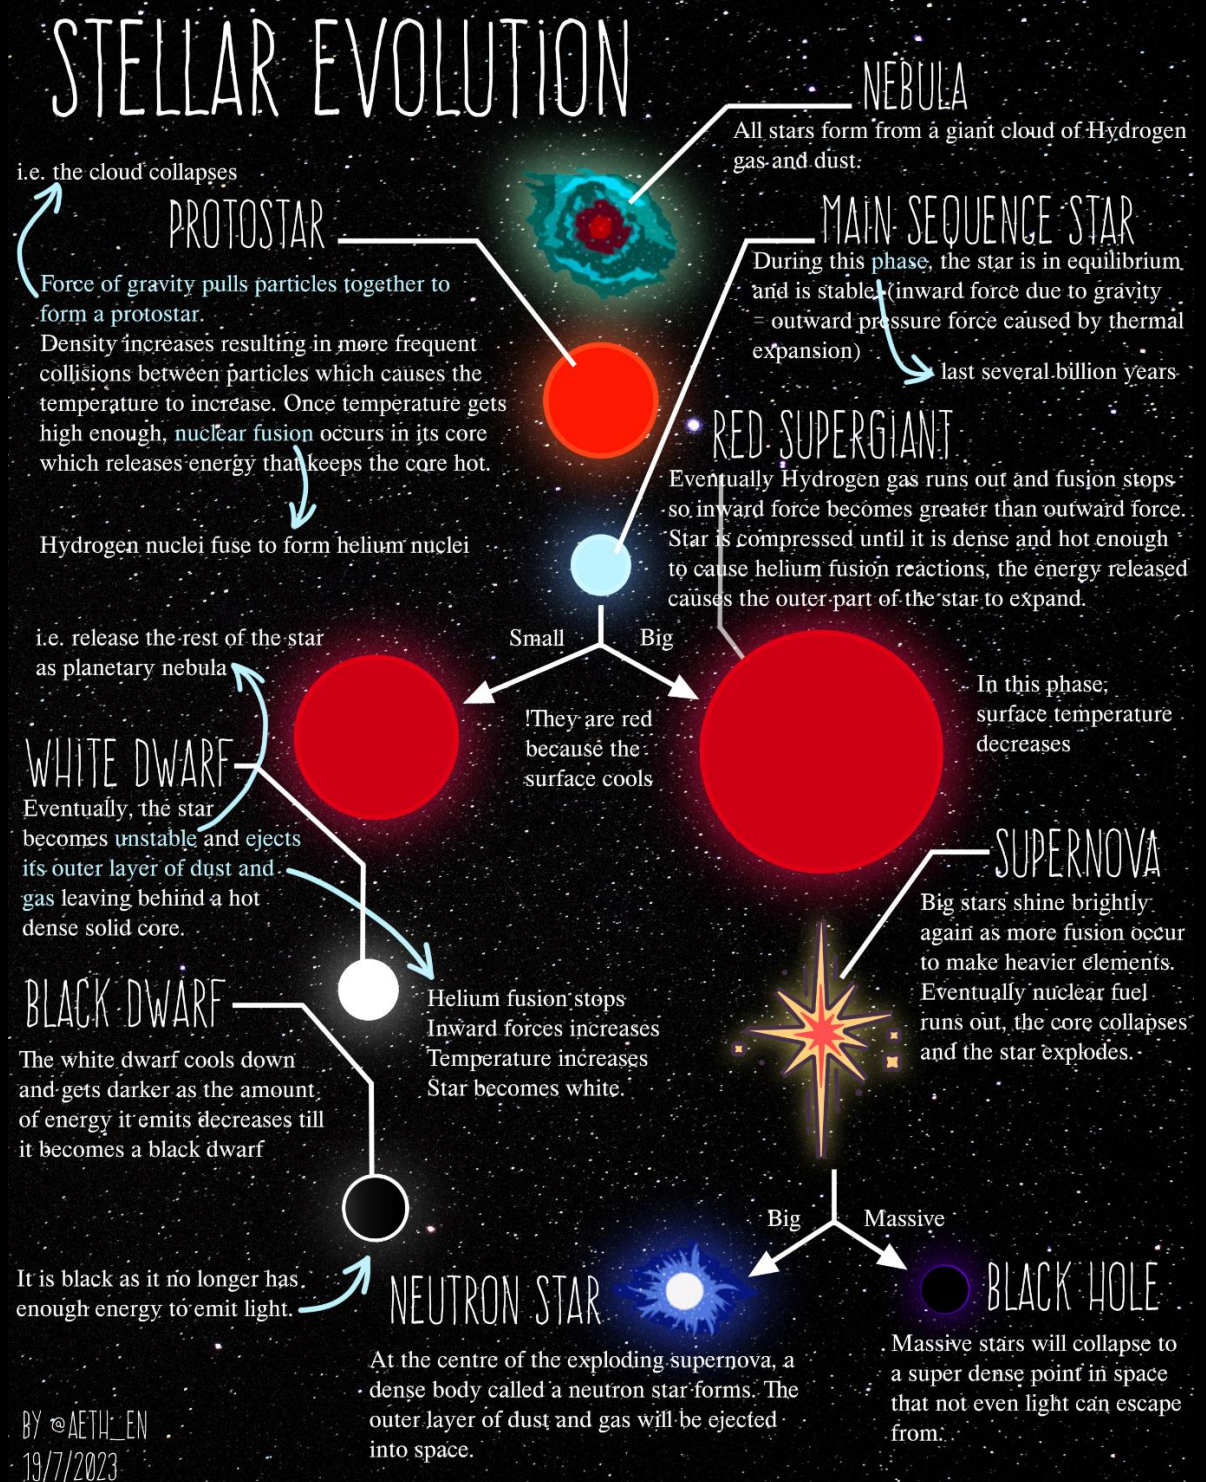 STELLAR EVOLUTION
NEBULA
All stars form from a giant cloud of Hydrogen
gas and dust.
i.e. the cloud collapses
PROTOSTAR
Force of gravity pulls particles together to
form a protostar.
Density increases resulting in more frequent
collisions between particles which causes the
temperature to increase. Once temperature gets
high enough, nuclear fusion occurs in its core
which releases energy that keeps the core hot.
Hydrogen nuclei fuse to form helium nuclei
MAIN SEQUENCE STAR
During this phase, the star is in equilibrium
and is stable. (inward force due to gravity
= outward pressure force caused by thermal
expansion)
last several billion years
RED SUPERGIANT
Eventually Hydrogen gas runs out and fusion stops
so inward force becomes greater than outward force.
Star is compressed until it is dense and hot enough
to cause helium fusion reactions, the energy released
causes the outer part of the star to expand.
Small
Big
!They are red
because the
surface cools
In this phase,
surface temperature
decreases
i.e. release the rest of the star
as planetary nebula
WHITE DWARF
Eventually, the star
becomes unstable and ejects
its outer layer of dust and
gas leaving behind a hot
dense solid core.
Helium fusion stops
Inward forces increases
Temperature increases
Star becomes white.
BLACK DWARF
The white dwarf cools down
and gets darker as the amount
of energy it emits decreases till
it becomes a black dwarf
It is black as it no longer has
enough energy to emit light.
SUPERNOVA
Big stars shine brightly
again as more fusion occur
to make heavier elements.
Eventually nuclear fuel
runs out, the core collapses
and the star explodes.
Big
Massive
NEUTRON STAR
At the centre of the exploding supernova, a
dense body called a neutron star forms. The
outer layer of dust and gas will be ejected
into space.
BLACK HOLE
Massive stars will collapse to
a super dense point in space
that not even light can escape
from.
BY @AETH_EN
19/7/2023